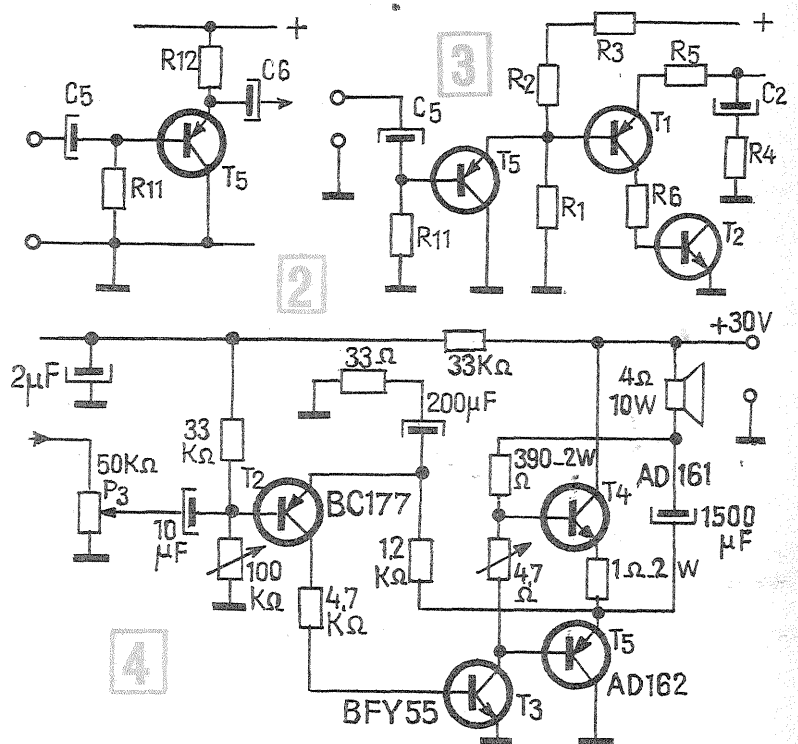 +
R12
C6
C5
T5
R11
2
3
+
R3
R2
R5
C2
C5
T1
R4
T5
R1
R6
R11
T2
+30V
33KΩ
2μF
33Ω
200μF
4Ω
10W
33
KΩ
50KΩ
P3
T2
BC177
390-2W
Ω
T4
AD161
1500
μF
10
μF
100
KΩ
1,2
KΩ
4,7
Ω
1Ω-2W
4,7
KΩ
T5
AD162
BFY55
T3
4